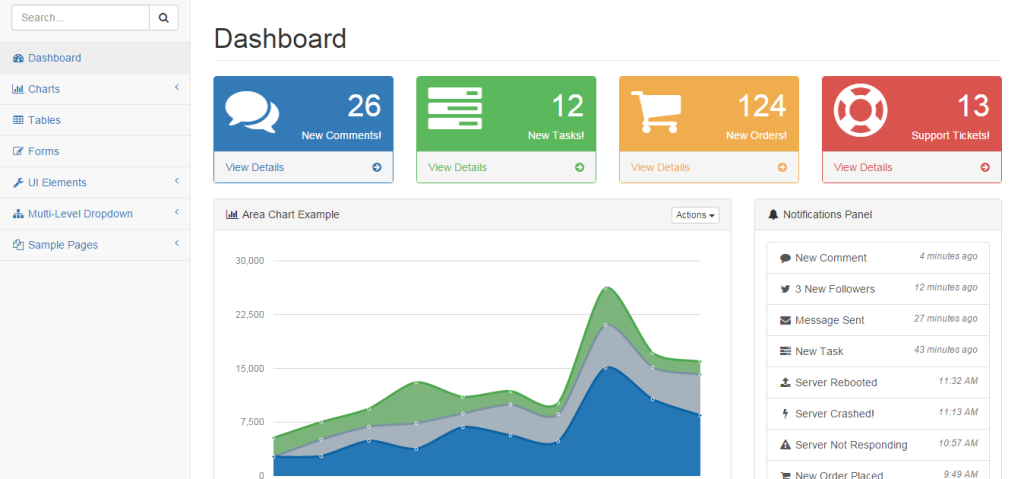 Search...
Dashboard
Charts
Tables
Forms
UI Elements
Multi-Level Dropdown
Sample Pages
Dashboard
26
New Comments!
View Details
12
New Tasks!
View Details
124
New Orders!
View Details
13
Support Tickets!
View Details
Area Chart Example
Actions
30,000
22,500
15,000
7,500
0
Notifications Panel
New Comment 4 minutes ago
3 New Followers 12 minutes ago
Message Sent 27 minutes ago
New Task 43 minutes ago
Server Rebooted 11:32 AM
Server Crashed! 11:13 AM
Server Not Responding 10:57 AM
New Order Placed 9:49 AM